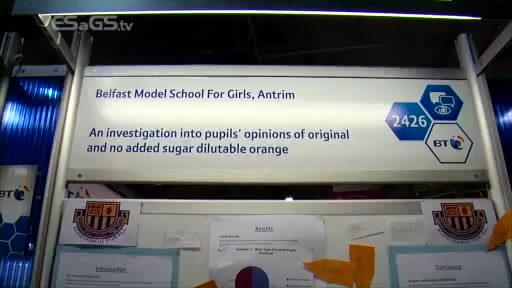 ESaGS.tv
Belfast Model School For Girls, Antrim
An investigation into pupils' opinions of original
and no added sugar dilutable orange
2426
BT
BT
Results
Introduction
Conclusion